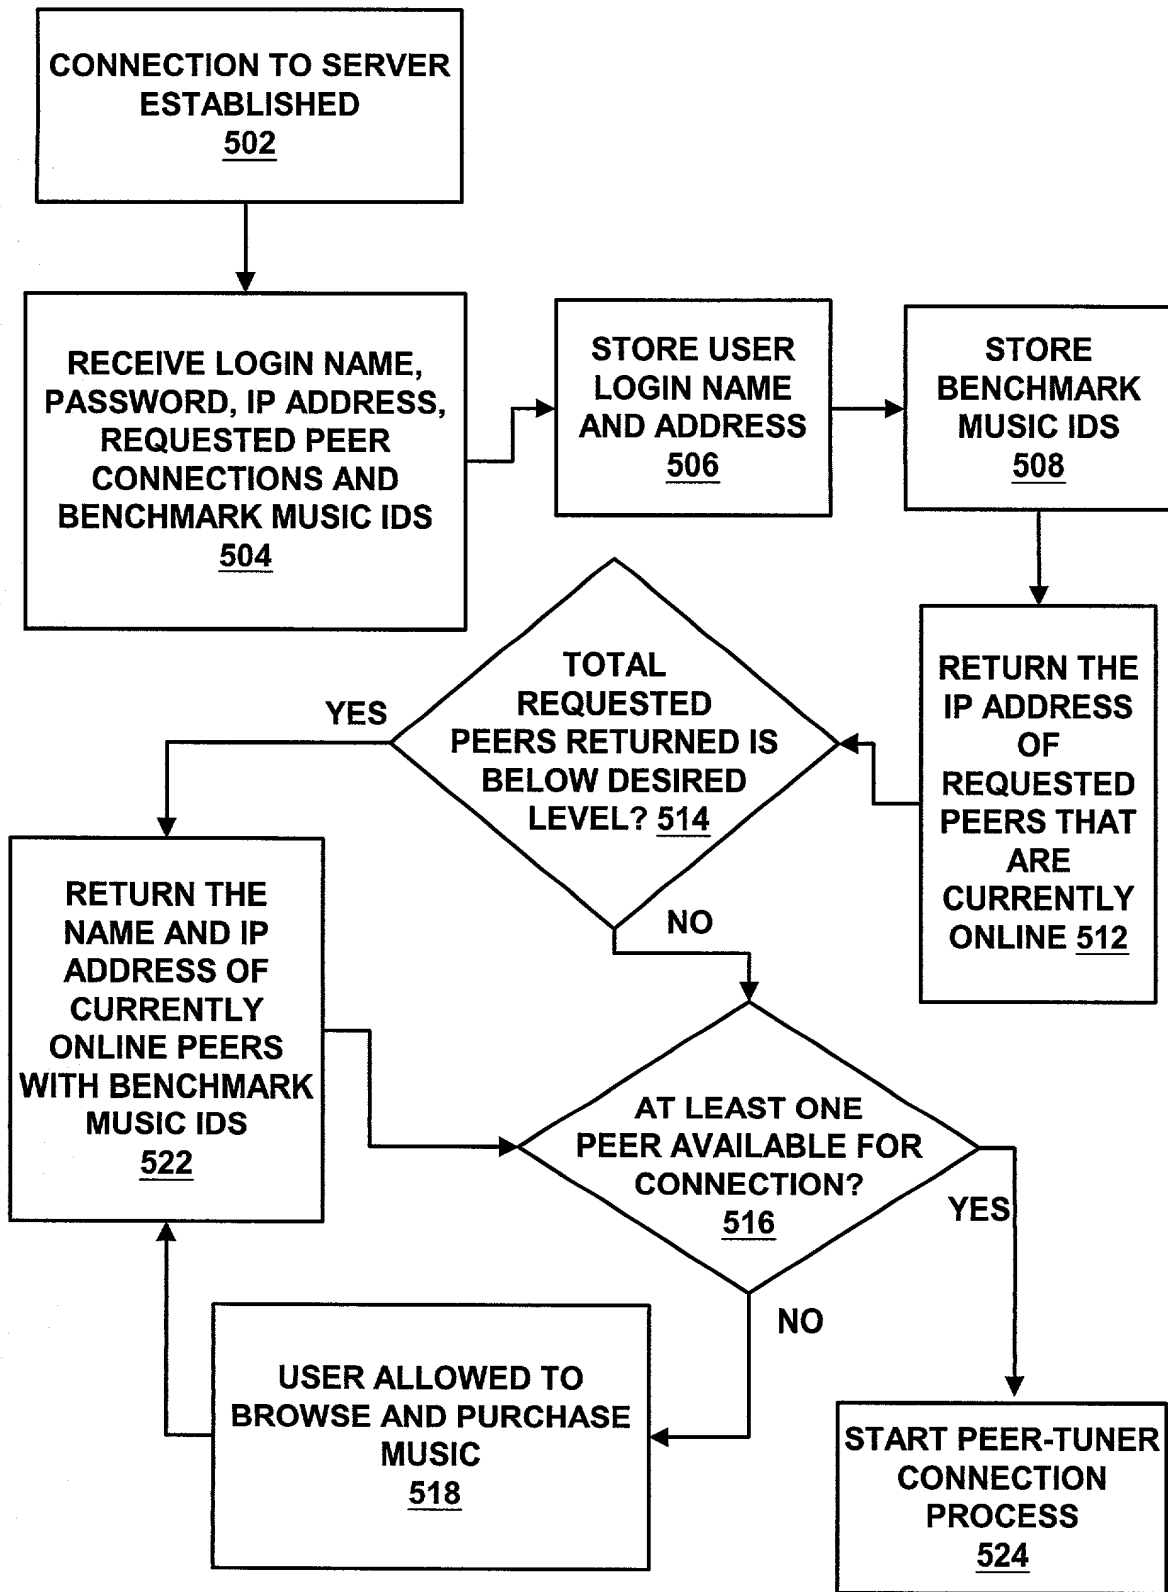 CONNECTION TO SERVER
ESTABLISHED
502
RECEIVE LOGIN NAME,
PASSWORD, IP ADDRESS,
REQUESTED PEER
CONNECTIONS AND
BENCHMARK MUSIC IDS
504
STORE USER
LOGIN NAME
AND ADDRESS
506
STORE
BENCHMARK
MUSIC IDS
508
RETURN THE
IP ADDRESS
OF
REQUESTED
PEERS THAT
ARE
CURRENTLY
ONLINE 512
TOTAL
REQUESTED
PEERS RETURNED IS
BELOW DESIRED
LEVEL? 514
YES
NO
RETURN THE
NAME AND IP
ADDRESS OF
CURRENTLY
ONLINE PEERS
WITH BENCHMARK
MUSIC IDS
522
AT LEAST ONE
PEER AVAILABLE FOR
CONNECTION?
516
YES
NO
USER ALLOWED TO
BROWSE AND PURCHASE
MUSIC
518
START PEER-TUNER
CONNECTION
PROCESS
524